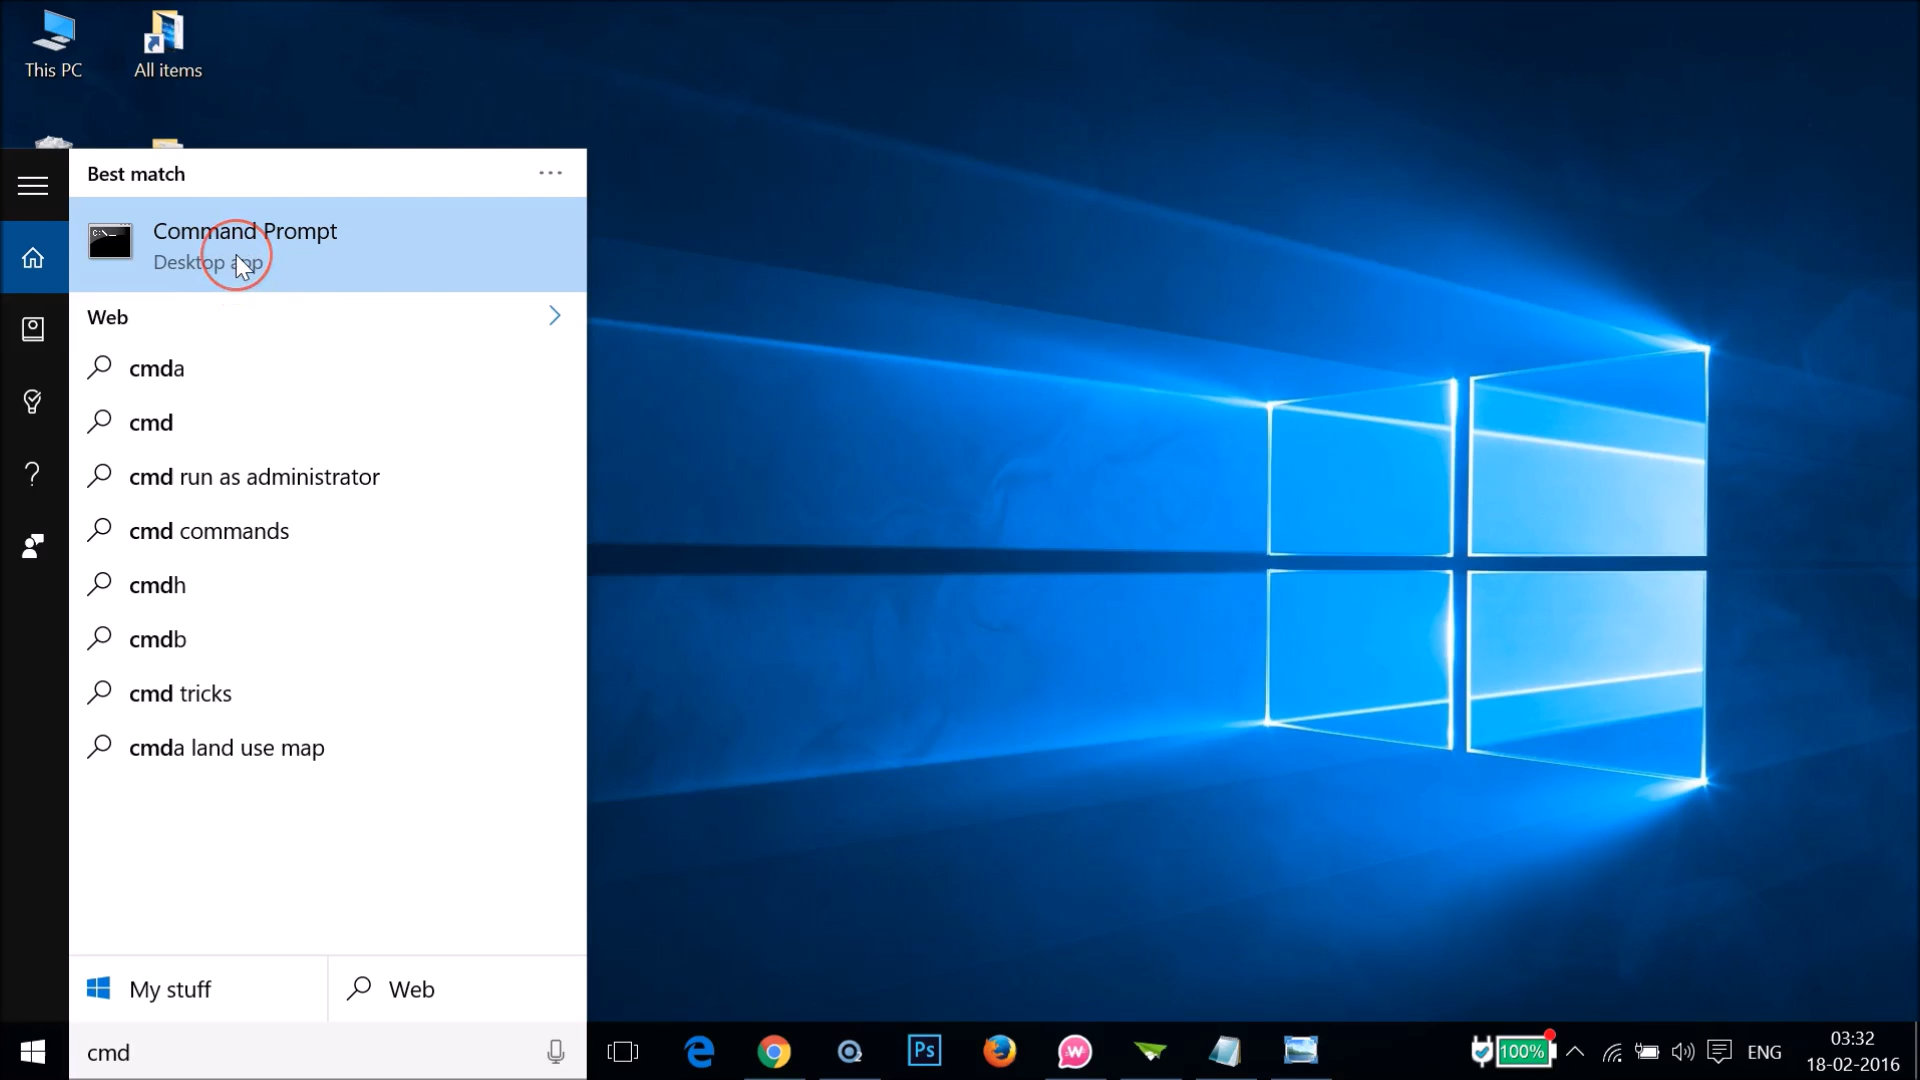 This PC
All items
Best match
Command Prompt
Desktop app
Web
cmda
cmd
cmd run as administrator
cmd commands
cmdh
cmdb
cmd tricks
cmda land use map
My stuff
Web
cmd
Ps
100%
ENG
03:32
18-02-2016